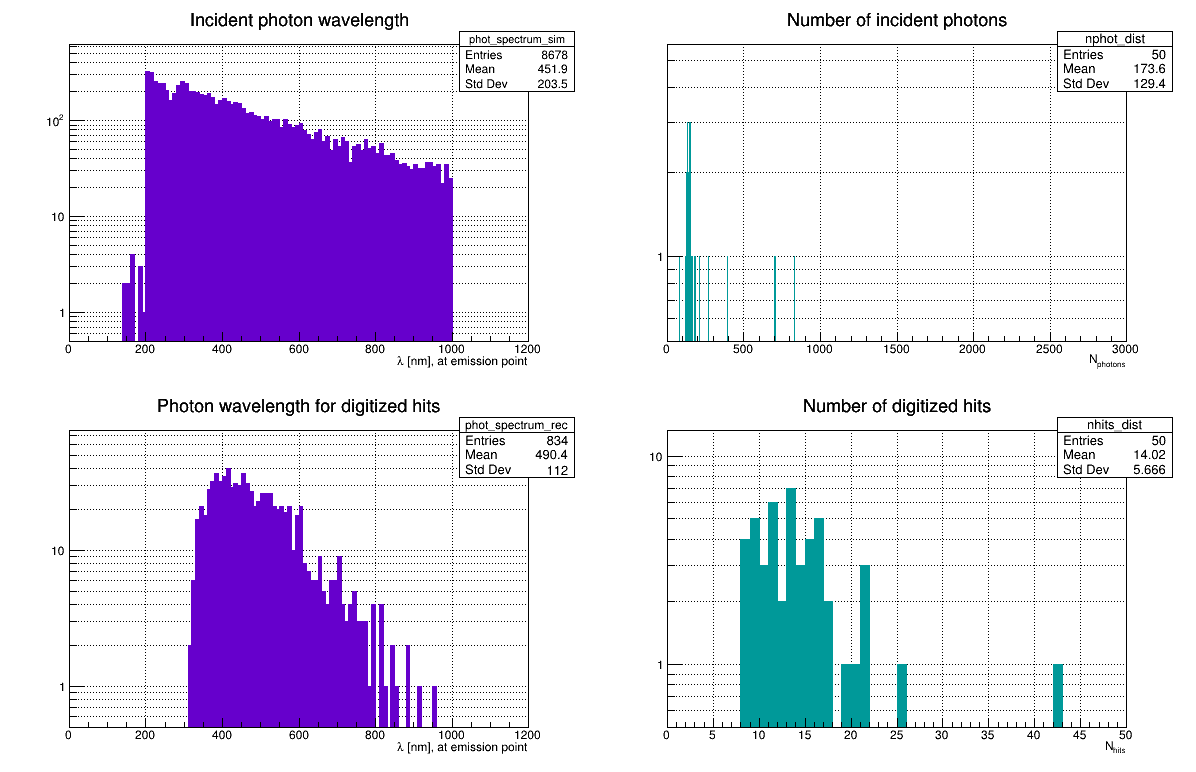 Incident photon wavelength
phot_spectrum_sim
Entries 8678
Mean 451.9
Std Dev 203.5
10²
10
1
0 200 400 600 800 1000 1200
λ [nm], at emission point
Number of incident photons
nphot_dist
Entries 50
Mean 173.6
Std Dev 129.4
1
0 500 1000 1500 2000 2500 3000
Nphotons
Photon wavelength for digitized hits
phot_spectrum_rec
Entries 834
Mean 490.4
Std Dev 112
10
1
0 200 400 600 800 1000 1200
λ [nm], at emission point
Number of digitized hits
nhits_dist
Entries 50
Mean 14.02
Std Dev 5.666
10
1
0 5 10 15 20 25 30 35 40 45 50
Nhits